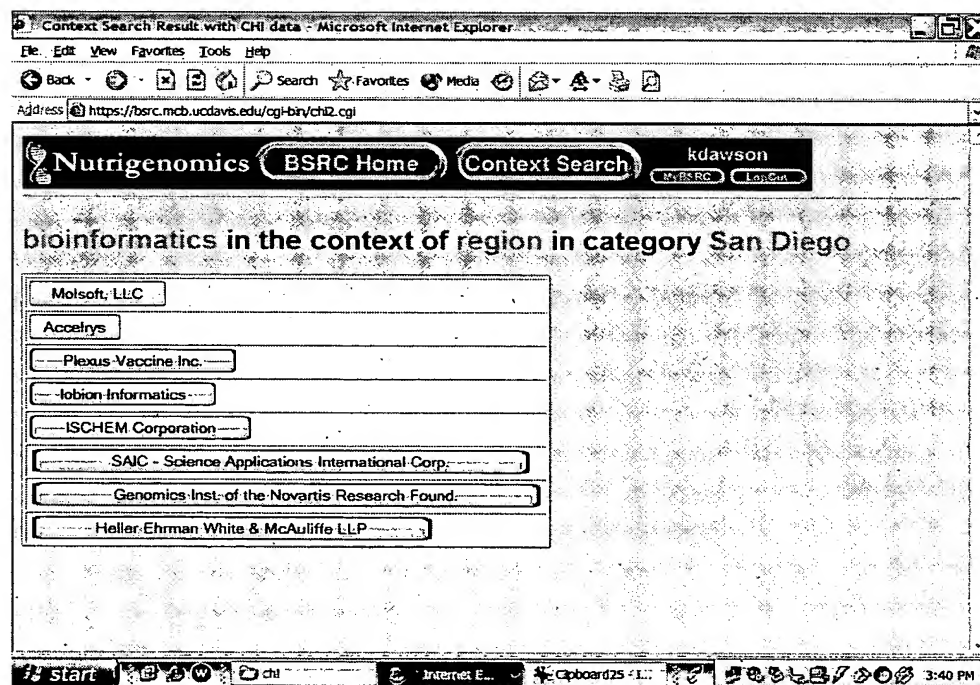 Context Search Result with CHI data - Microsoft Internet Explorer
File Edit View Favorites Tools Help
Back Search Favorites Media
Address https://bsrc.mcb.ucdavis.edu/cgi-bin/chi2.cgi
Nutrigenomics BSRC Home Context Search kdawson
MyBSRC LogOut
bioinformatics in the context of region in category San Diego
Molsoft, LLC
Accelrys
Plexus Vaccine Inc.
Iobion Informatics
ISCHEM Corporation
SAIC - Science Applications International Corp.
Genomics Inst. of the Novartis Research Found.
Heller Ehrman White & McAuliffe LLP
start chi Internet E... Clipboard25 - I... 3:40 PM